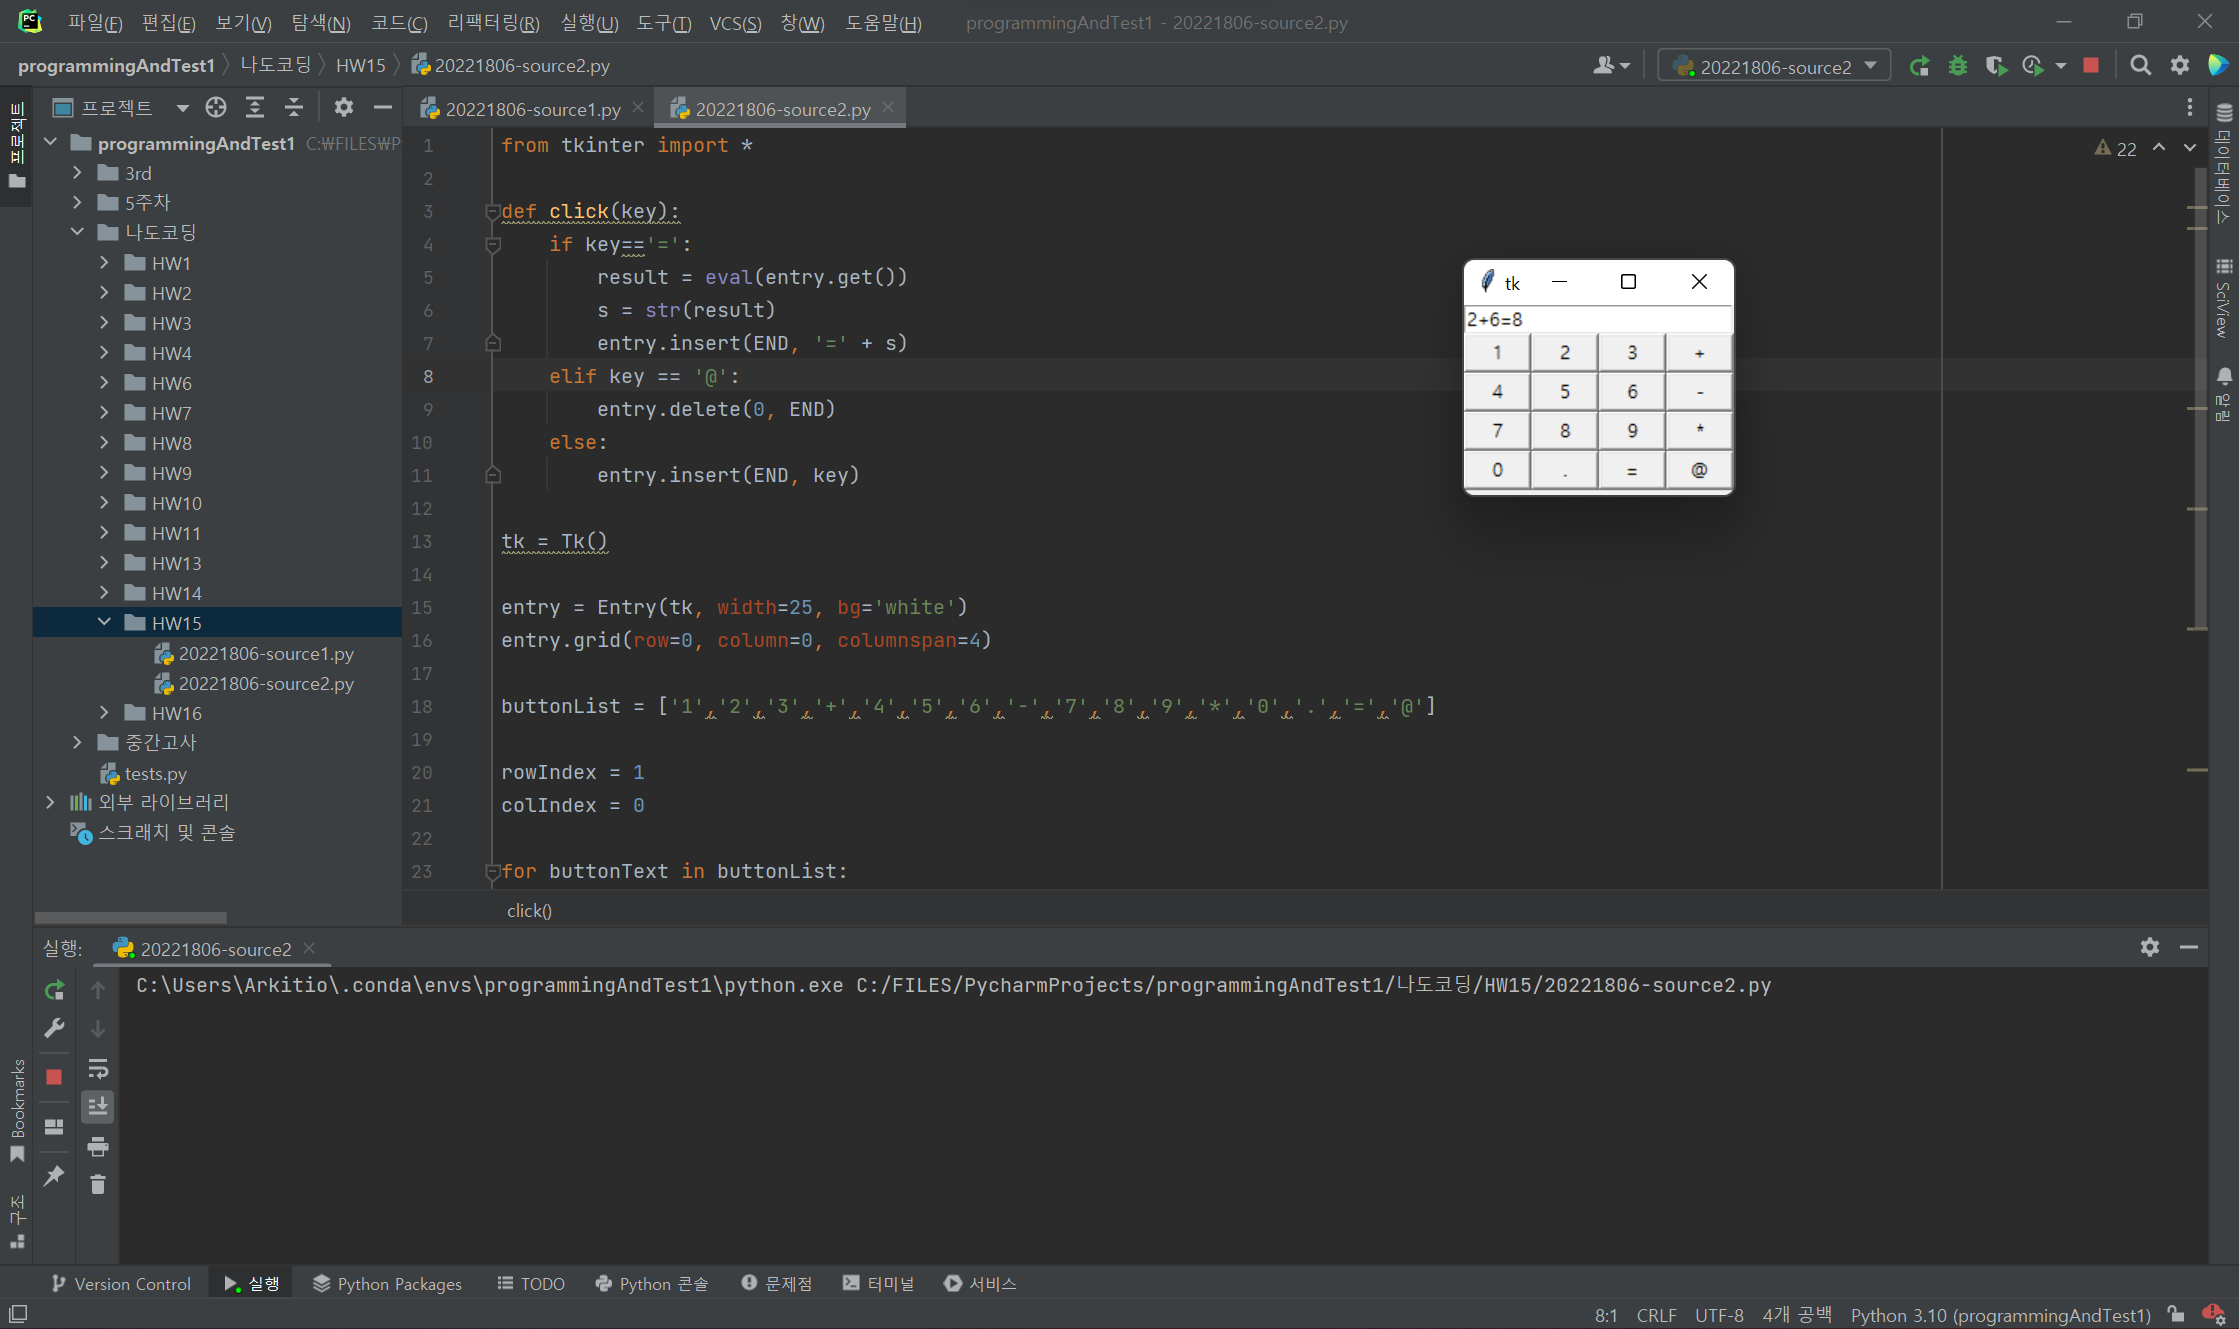 파일(F) 편집(E) 보기(V) 탐색(N) 코드(C) 리팩터링(R) 실행(U) 도구(T) VCS(S) 창(W) 도움말(H) programmingAndTest1 - 20221806-source2.py
programmingAndTest1 나도코딩 HW15 20221806-source2.py 20221806-source2
프로젝트
프로젝트
20221806-source1.py 20221806-source2.py
programmingAndTest1 C:₩FILES₩P
3rd
5주차
나도코딩
HW1
HW2
HW3
HW4
HW6
HW7
HW8
HW9
HW10
HW11
HW13
HW14
HW15
20221806-source1.py
20221806-source2.py
HW16
중간고사
tests.py
외부 라이브러리
스크래치 및 콘솔
22
1 from tkinter import *
2
3 def click(key):
4 if key=='=':
5 result = eval(entry.get())
6 s = str(result)
7 entry.insert(END, '=' + s)
8 elif key == '@':
9 entry.delete(0, END)
10 else:
11 entry.insert(END, key)
12
13 tk = Tk()
14
15 entry = Entry(tk, width=25, bg='white')
16 entry.grid(row=0, column=0, columnspan=4)
17
18 buttonList = ['1','2','3','+','4','5','6','-','7','8','9','*','0','.','=','@']
19
20 rowIndex = 1
21 colIndex = 0
22
23 for buttonText in buttonList:
click()
tk
2+6=8
1 2 3 +
4 5 6 -
7 8 9 *
0 . = @
데이터베이스
SciView
알림
실행: 20221806-source2
C:\Users\Arkitio\.conda\envs\programmingAndTest1\python.exe C:/FILES/PycharmProjects/programmingAndTest1/나도코딩/HW15/20221806-source2.py
Bookmarks
구조
Version Control 실행 Python Packages TODO Python 콘솔 문제점 터미널 서비스
8:1 CRLF UTF-8 4개 공백 Python 3.10 (programmingAndTest1)